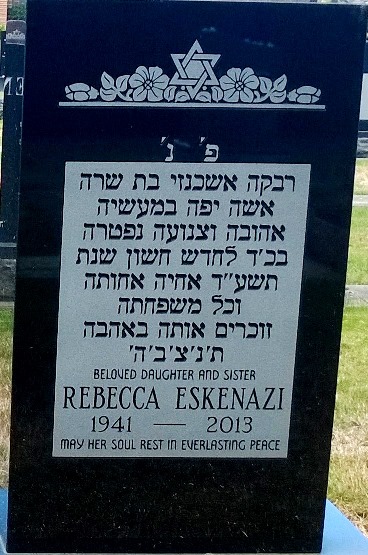 פ' נ'
רבקה אשכנזי בת שרה
אשה יפה במעשיה
אהובה וצנועה נפטרה
בכ'ד לחדש חשון שנת
תשע"ד אחיה אחותה
וכל משפחתה
זוכרים אותה באהבה
ת'נ'צ'ב'ה'
BELOVED DAUGHTER AND SISTER
REBECCA ESKENAZI
1941 — 2013
MAY HER SOUL REST IN EVERLASTING PEACE